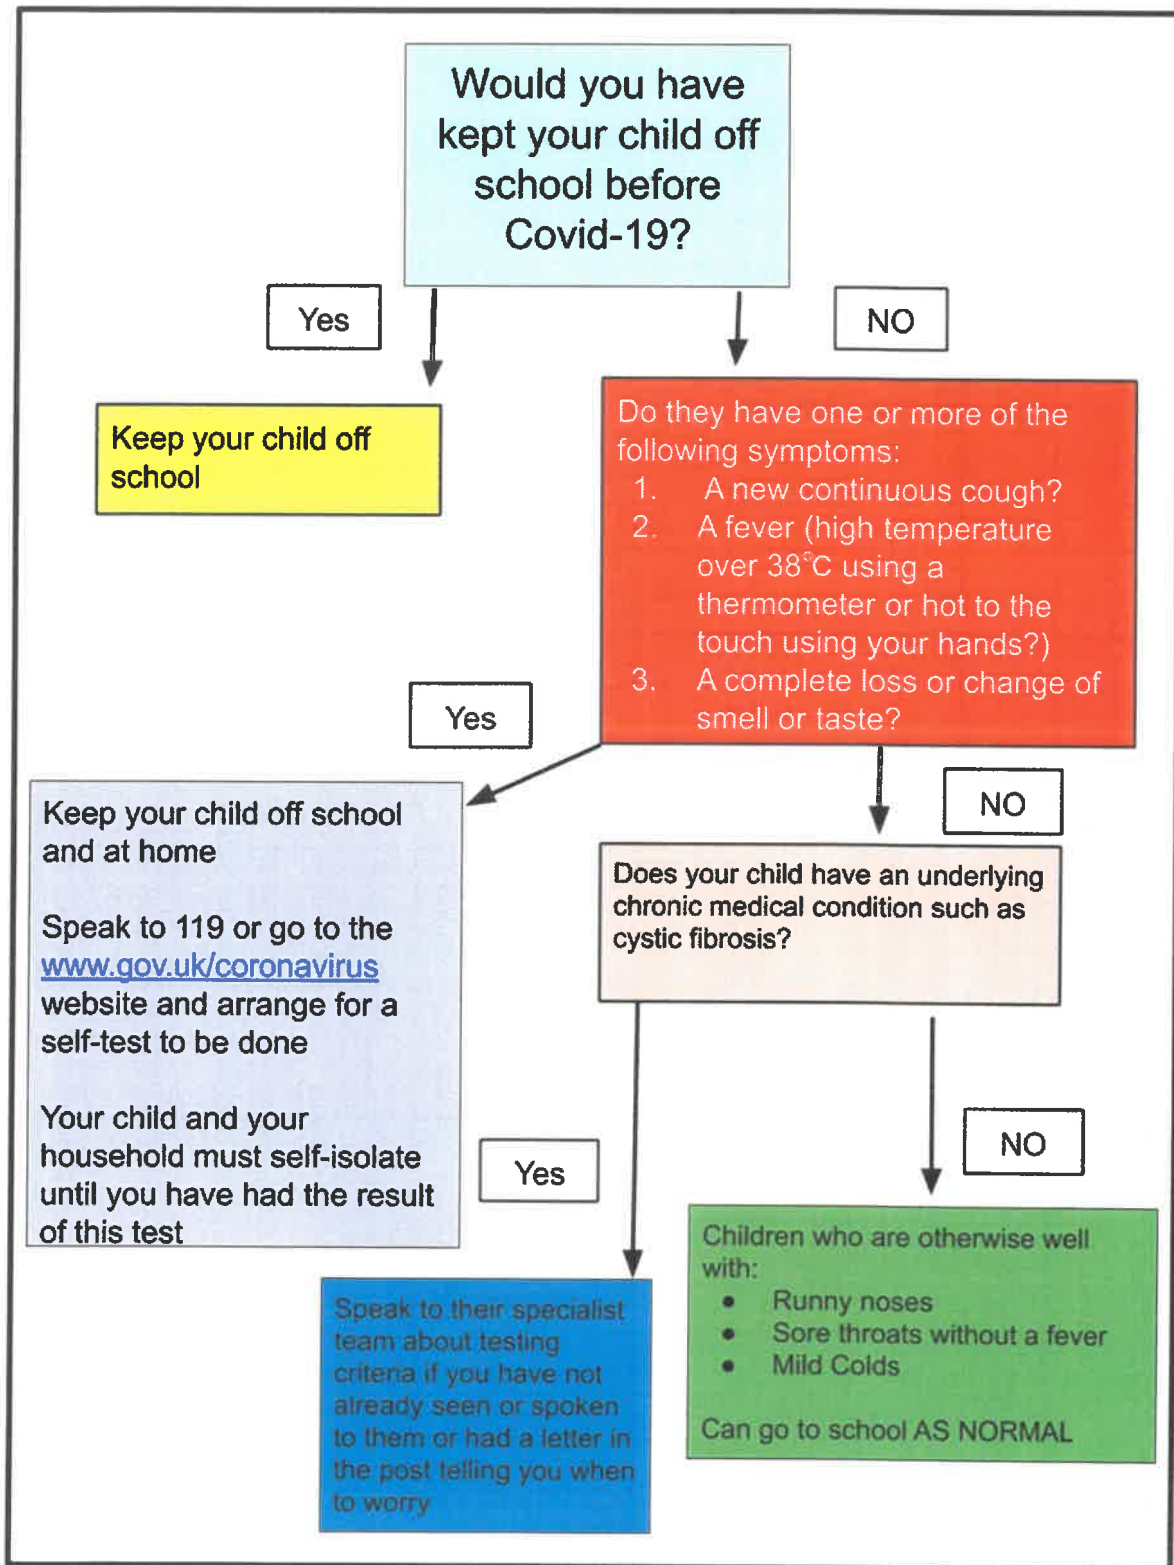 Would you have
kept your child off
school before
Covid-19?
Yes
NO
Keep your child off
school
Do they have one or more of the
following symptoms:
1. A new continuous cough?
2. A fever (high temperature
over 38°C using a
thermometer or hot to the
touch using your hands?)
3. A complete loss or change of
smell or taste?
Yes
NO
Keep your child off school
and at home
Speak to 119 or go to the
www.gov.uk/coronavirus
website and arrange for a
self-test to be done
Your child and your
household must self-isolate
until you have had the result
of this test
Does your child have an underlying
chronic medical condition such as
cystic fibrosis?
Yes
NO
Speak to their specialist
team about testing
criteria if you have not
already seen or spoken
to them or had a letter in
the post telling you when
to worry
Children who are otherwise well
with:
• Runny noses
• Sore throats without a fever
• Mild Colds
Can go to school AS NORMAL